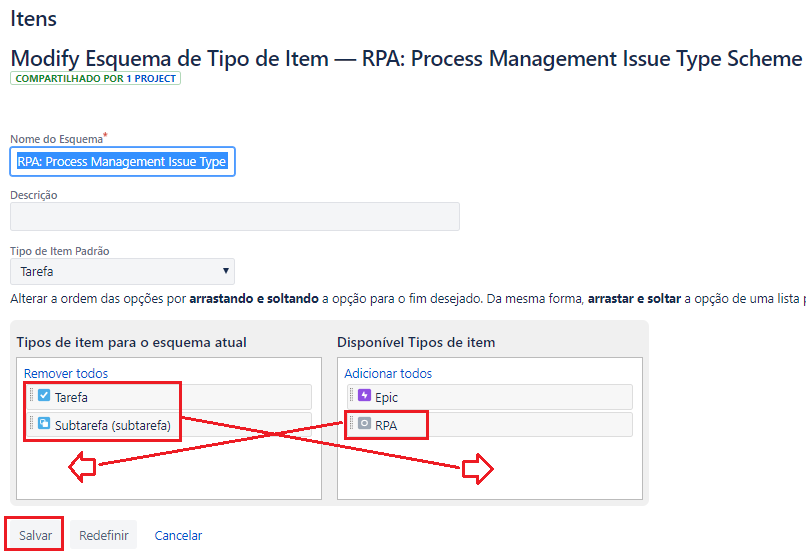 Itens
Modify Esquema de Tipo de Item — RPA: Process Management Issue Type Scheme
COMPARTILHADO POR 1 PROJECT
Nome do Esquema*
RPA: Process Management Issue Type
Descrição
Tipo de Item Padrão
Tarefa
Alterar a ordem das opções por arrastando e soltando a opção para o fim desejado. Da mesma forma, arrastar e soltar a opção de uma lista p
Tipos de item para o esquema atual
Remover todos
Tarefa
Subtarefa (subtarefa)
Disponível Tipos de item
Adicionar todos
Epic
RPA
Salvar Redefinir Cancelar